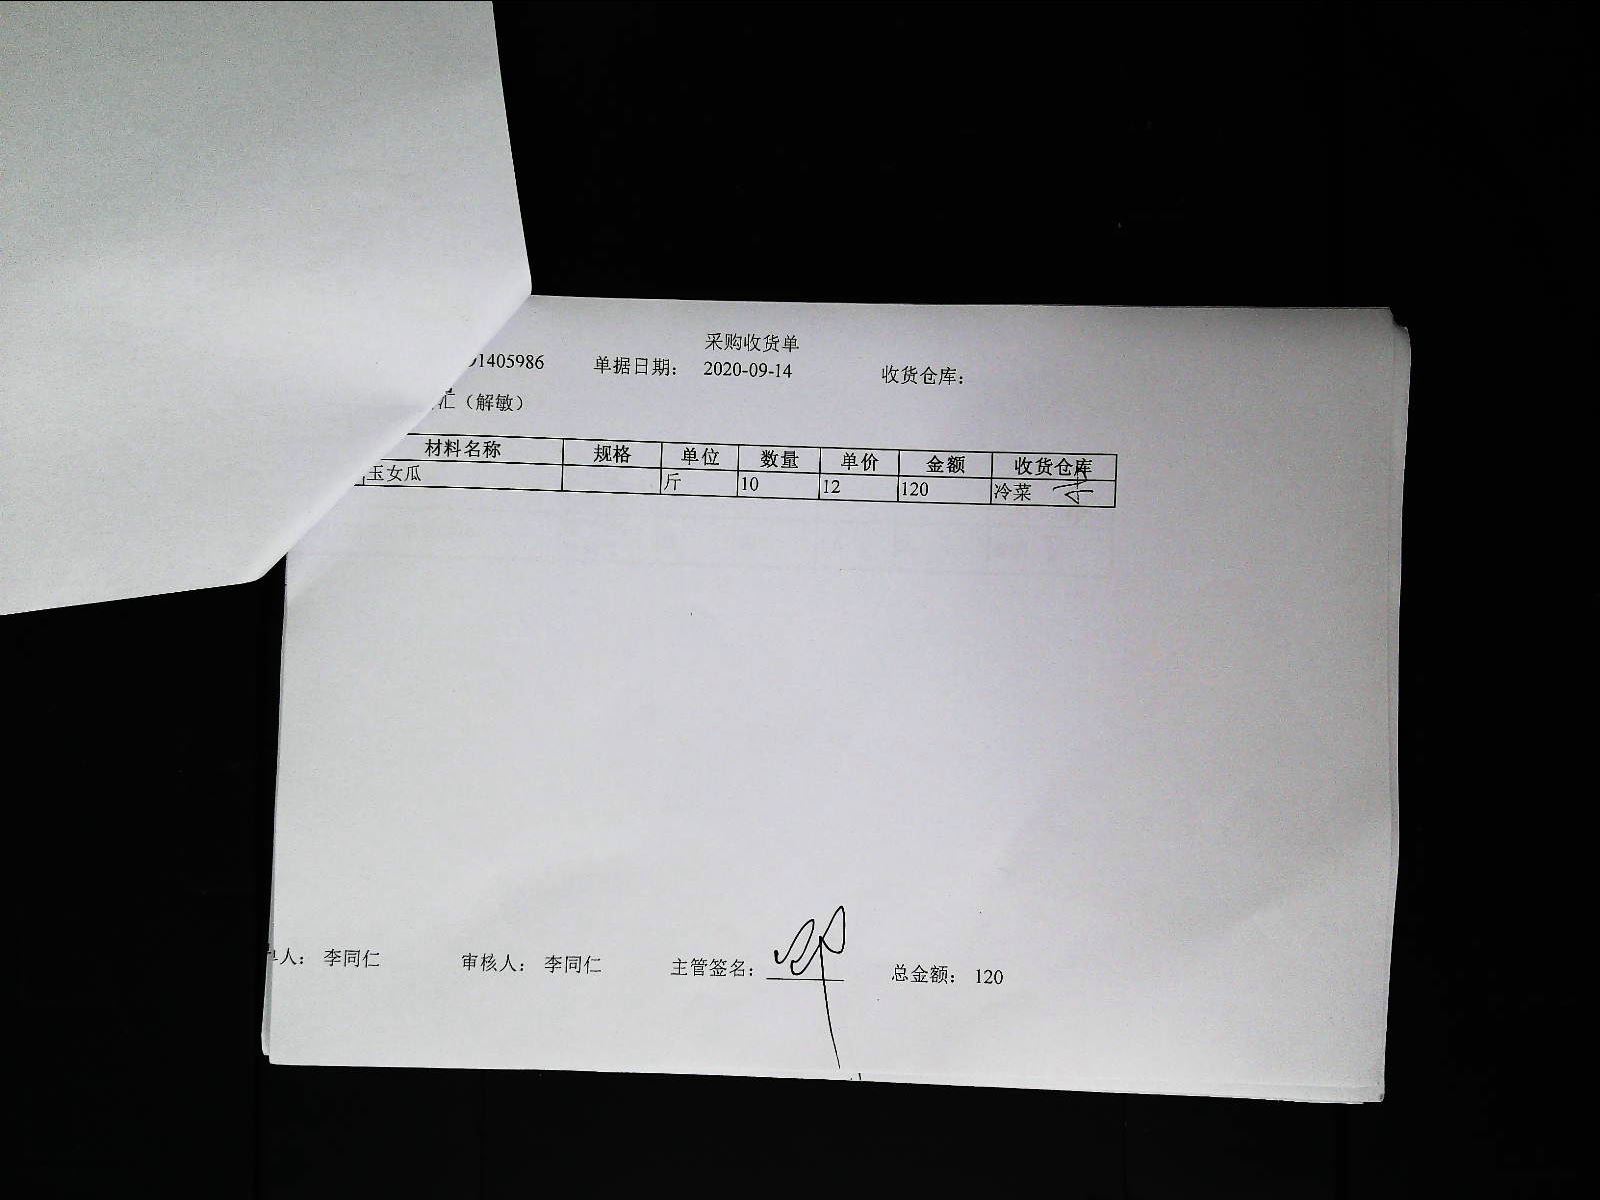 采购收货单
91405986 单据日期： 2020-09-14 收货仓库：
汇（解敏）
材料名称 规格 单位 数量 单价 金额 收货仓库
玉女瓜 斤 10 12 120 冷菜
单人： 李同仁 审核人： 李同仁 主管签名： 总金额： 120